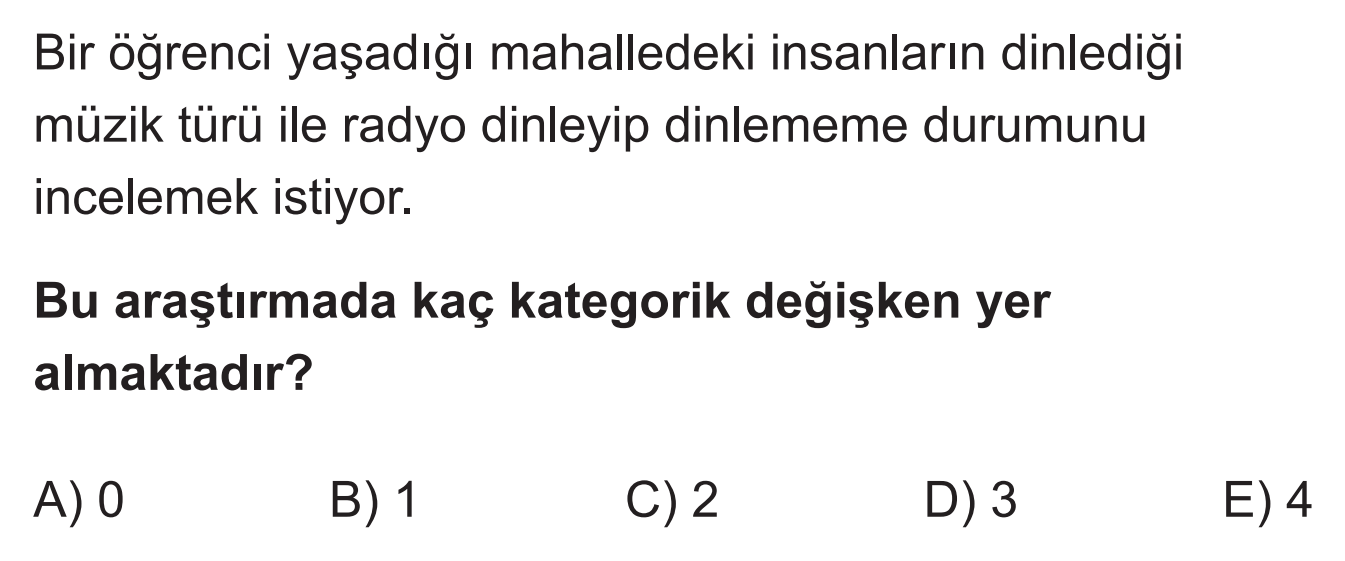 Bir öğrenci yaşadığı mahalledeki insanların dinlediği
müzik türü ile radyo dinleyip dinlememe durumunu
incelemek istiyor.
Bu araştırmada kaç kategorik değişken yer
almaktadır?
A) 0 B) 1 C) 2 D) 3 E) 4